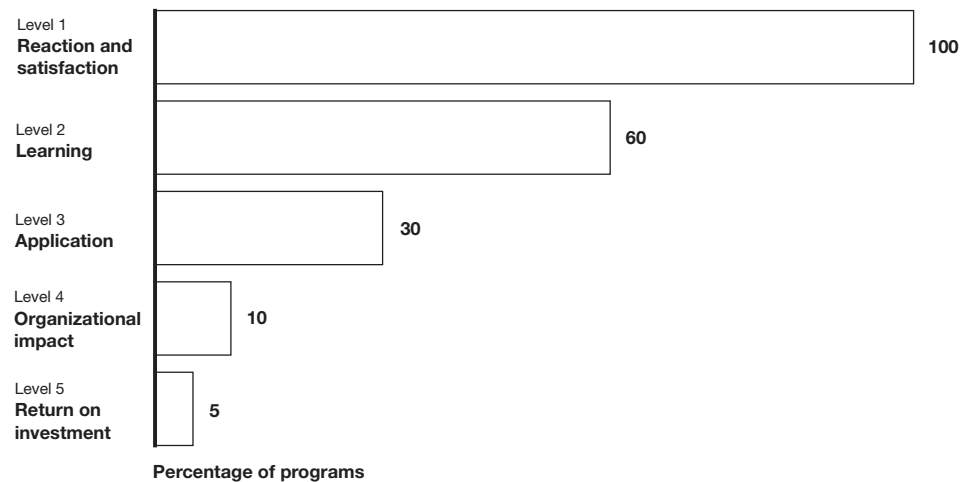 Level 1
Reaction and
satisfaction
100
Level 2
Learning
60
Level 3
Application
30
Level 4
Organizational
impact
10
Level 5
Return on
investment
5
Percentage of programs